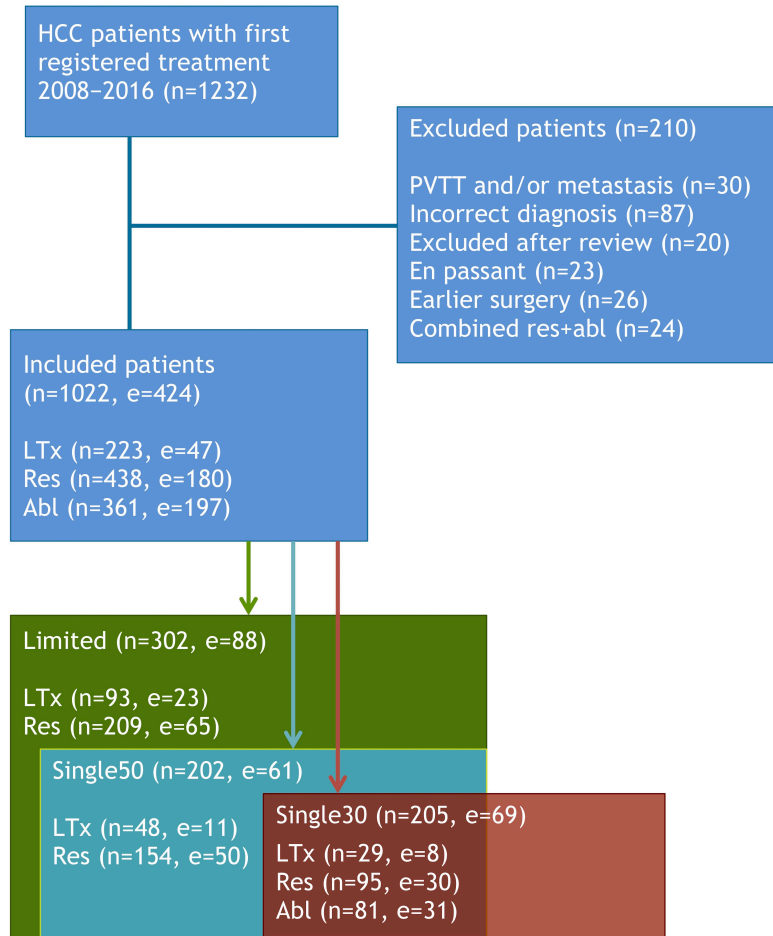 HCC patients with first
registered treatment
2008–2016 (n=1232)
Excluded patients (n=210)
PVTT and/or metastasis (n=30)
Incorrect diagnosis (n=87)
Excluded after review (n=20)
En passant (n=23)
Earlier surgery (n=26)
Combined res+abl (n=24)
Included patients
(n=1022, e=424)
LTx (n=223, e=47)
Res (n=438, e=180)
Abl (n=361, e=197)
Limited (n=302, e=88)
LTx (n=93, e=23)
Res (n=209, e=65)
Single50 (n=202, e=61)
LTx (n=48, e=11)
Res (n=154, e=50)
Single30 (n=205, e=69)
LTx (n=29, e=8)
Res (n=95, e=30)
Abl (n=81, e=31)